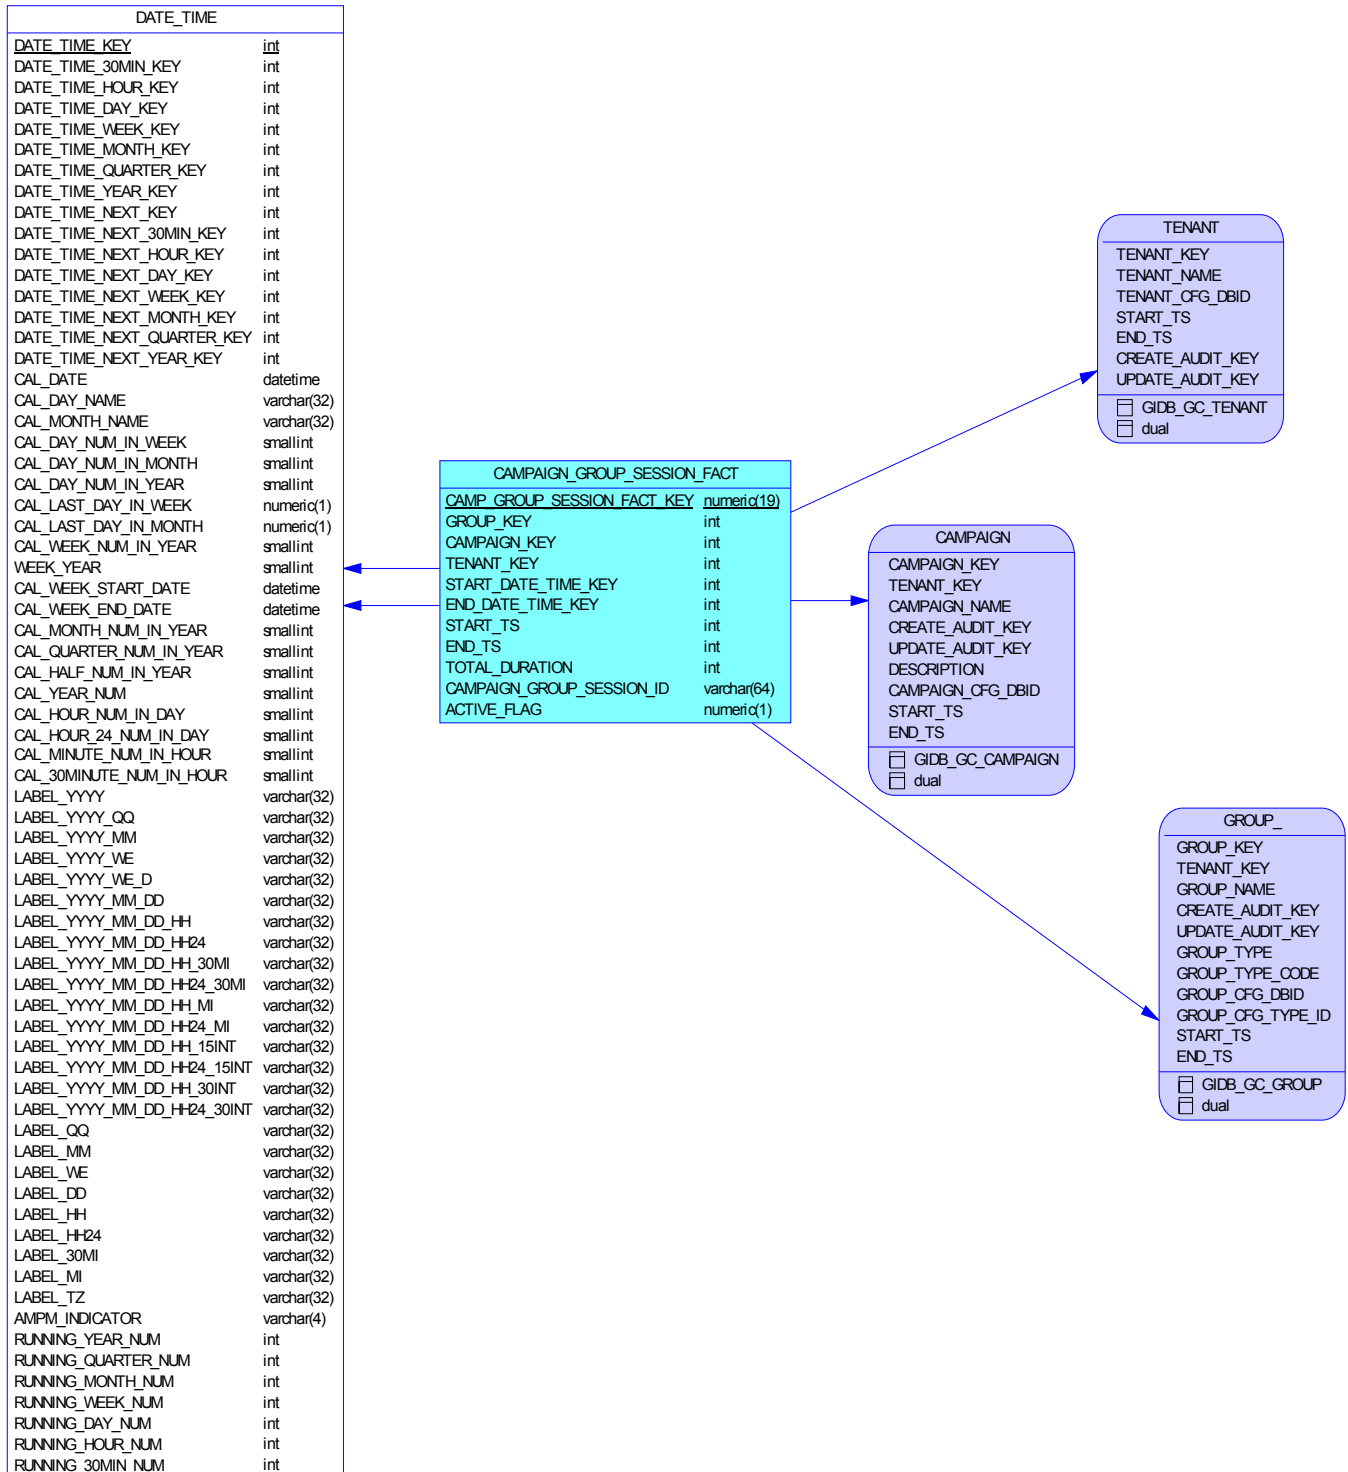 DATE_TIME
DATE_TIME_KEY int
DATE_TIME_30MIN_KEY int
DATE_TIME_HOUR_KEY int
DATE_TIME_DAY_KEY int
DATE_TIME_WEEK_KEY int
DATE_TIME_MONTH_KEY int
DATE_TIME_QUARTER_KEY int
DATE_TIME_YEAR_KEY int
DATE_TIME_NEXT_KEY int
DATE_TIME_NEXT_30MIN_KEY int
DATE_TIME_NEXT_HOUR_KEY int
DATE_TIME_NEXT_DAY_KEY int
DATE_TIME_NEXT_WEEK_KEY int
DATE_TIME_NEXT_MONTH_KEY int
DATE_TIME_NEXT_QUARTER_KEY int
DATE_TIME_NEXT_YEAR_KEY int
CAL_DATE datetime
CAL_DAY_NAME varchar(32)
CAL_MONTH_NAME varchar(32)
CAL_DAY_NUM_IN_WEEK smallint
CAL_DAY_NUM_IN_MONTH smallint
CAL_DAY_NUM_IN_YEAR smallint
CAL_LAST_DAY_IN_WEEK numeric(1)
CAL_LAST_DAY_IN_MONTH numeric(1)
CAL_WEEK_NUM_IN_YEAR smallint
WEEK_YEAR smallint
CAL_WEEK_START_DATE datetime
CAL_WEEK_END_DATE datetime
CAL_MONTH_NUM_IN_YEAR smallint
CAL_QUARTER_NUM_IN_YEAR smallint
CAL_HALF_NUM_IN_YEAR smallint
CAL_YEAR_NUM smallint
CAL_HOUR_NUM_IN_DAY smallint
CAL_HOUR_24_NUM_IN_DAY smallint
CAL_MINUTE_NUM_IN_HOUR smallint
CAL_30MINUTE_NUM_IN_HOUR smallint
LABEL_YYYY varchar(32)
LABEL_YYYY_QQ varchar(32)
LABEL_YYYY_MM varchar(32)
LABEL_YYYY_WE varchar(32)
LABEL_YYYY_WE_D varchar(32)
LABEL_YYYY_MM_DD varchar(32)
LABEL_YYYY_MM_DD_HH varchar(32)
LABEL_YYYY_MM_DD_HH24 varchar(32)
LABEL_YYYY_MM_DD_HH_30MI varchar(32)
LABEL_YYYY_MM_DD_HH24_30MI varchar(32)
LABEL_YYYY_MM_DD_HH_MI varchar(32)
LABEL_YYYY_MM_DD_HH24_MI varchar(32)
LABEL_YYYY_MM_DD_HH_15INT varchar(32)
LABEL_YYYY_MM_DD_HH24_15INT varchar(32)
LABEL_YYYY_MM_DD_HH_30INT varchar(32)
LABEL_YYYY_MM_DD_HH24_30INT varchar(32)
LABEL_QQ varchar(32)
LABEL_MM varchar(32)
LABEL_WE varchar(32)
LABEL_DD varchar(32)
LABEL_HH varchar(32)
LABEL_HH24 varchar(32)
LABEL_30MI varchar(32)
LABEL_MI varchar(32)
LABEL_TZ varchar(32)
AMPM_INDICATOR varchar(4)
RUNNING_YEAR_NUM int
RUNNING_QUARTER_NUM int
RUNNING_MONTH_NUM int
RUNNING_WEEK_NUM int
RUNNING_DAY_NUM int
RUNNING_HOUR_NUM int
RUNNING_30MIN_NUM int
CAMPAIGN_GROUP_SESSION_FACT
CAMP_GROUP_SESSION_FACT_KEY numeric(19)
GROUP_KEY int
CAMPAIGN_KEY int
TENANT_KEY int
START_DATE_TIME_KEY int
END_DATE_TIME_KEY int
START_TS int
END_TS int
TOTAL_DURATION int
CAMPAIGN_GROUP_SESSION_ID varchar(64)
ACTIVE_FLAG numeric(1)
TENANT
TENANT_KEY
TENANT_NAME
TENANT_CFG_DBID
START_TS
END_TS
CREATE_AUDIT_KEY
UPDATE_AUDIT_KEY
GIDB_GC_TENANT
dual
CAMPAIGN
CAMPAIGN_KEY
TENANT_KEY
CAMPAIGN_NAME
CREATE_AUDIT_KEY
UPDATE_AUDIT_KEY
DESCRIPTION
CAMPAIGN_CFG_DBID
START_TS
END_TS
GIDB_GC_CAMPAIGN
dual
GROUP_
GROUP_KEY
TENANT_KEY
GROUP_NAME
CREATE_AUDIT_KEY
UPDATE_AUDIT_KEY
GROUP_TYPE
GROUP_TYPE_CODE
GROUP_CFG_DBID
GROUP_CFG_TYPE_ID
START_TS
END_TS
GIDB_GC_GROUP
dual